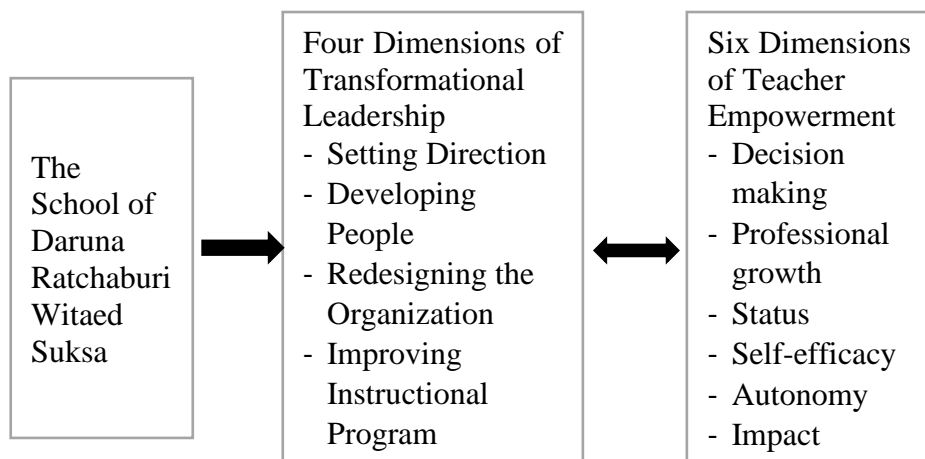 The
School of
Daruna
Ratchaburi
Witaed
Suksa
Four Dimensions of
Transformational
Leadership
- Setting Direction
- Developing
People
- Redesigning the
Organization
- Improving
Instructional
Program
Six Dimensions
of Teacher
Empowerment
- Decision
making
- Professional
growth
- Status
- Self-efficacy
- Autonomy
- Impact